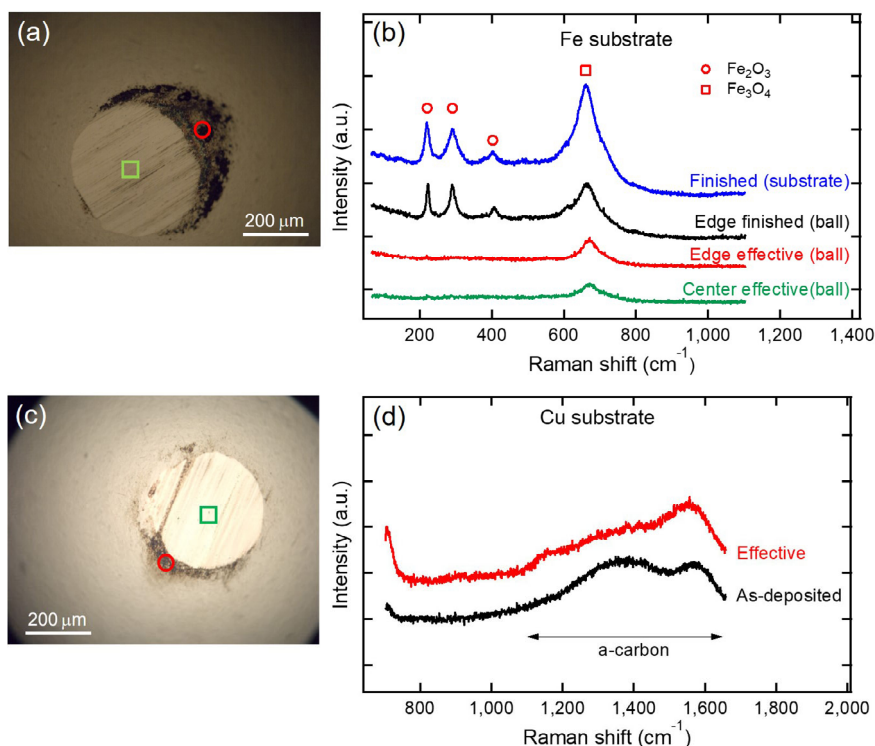 (a)
200 μm
(b)
Fe substrate
Fe₂O₃
Fe₃O₄
Finished (substrate)
Edge finished (ball)
Edge effective (ball)
Center effective(ball)
Intensity (a.u.)
200 400 600 800 1,000 1,200 1,400
Raman shift (cm⁻¹)
(c)
200 μm
(d)
Cu substrate
Effective
As-deposited
a-carbon
Intensity (a.u.)
800 1,000 1,200 1,400 1,600 1,800 2,000
Raman shift (cm⁻¹)